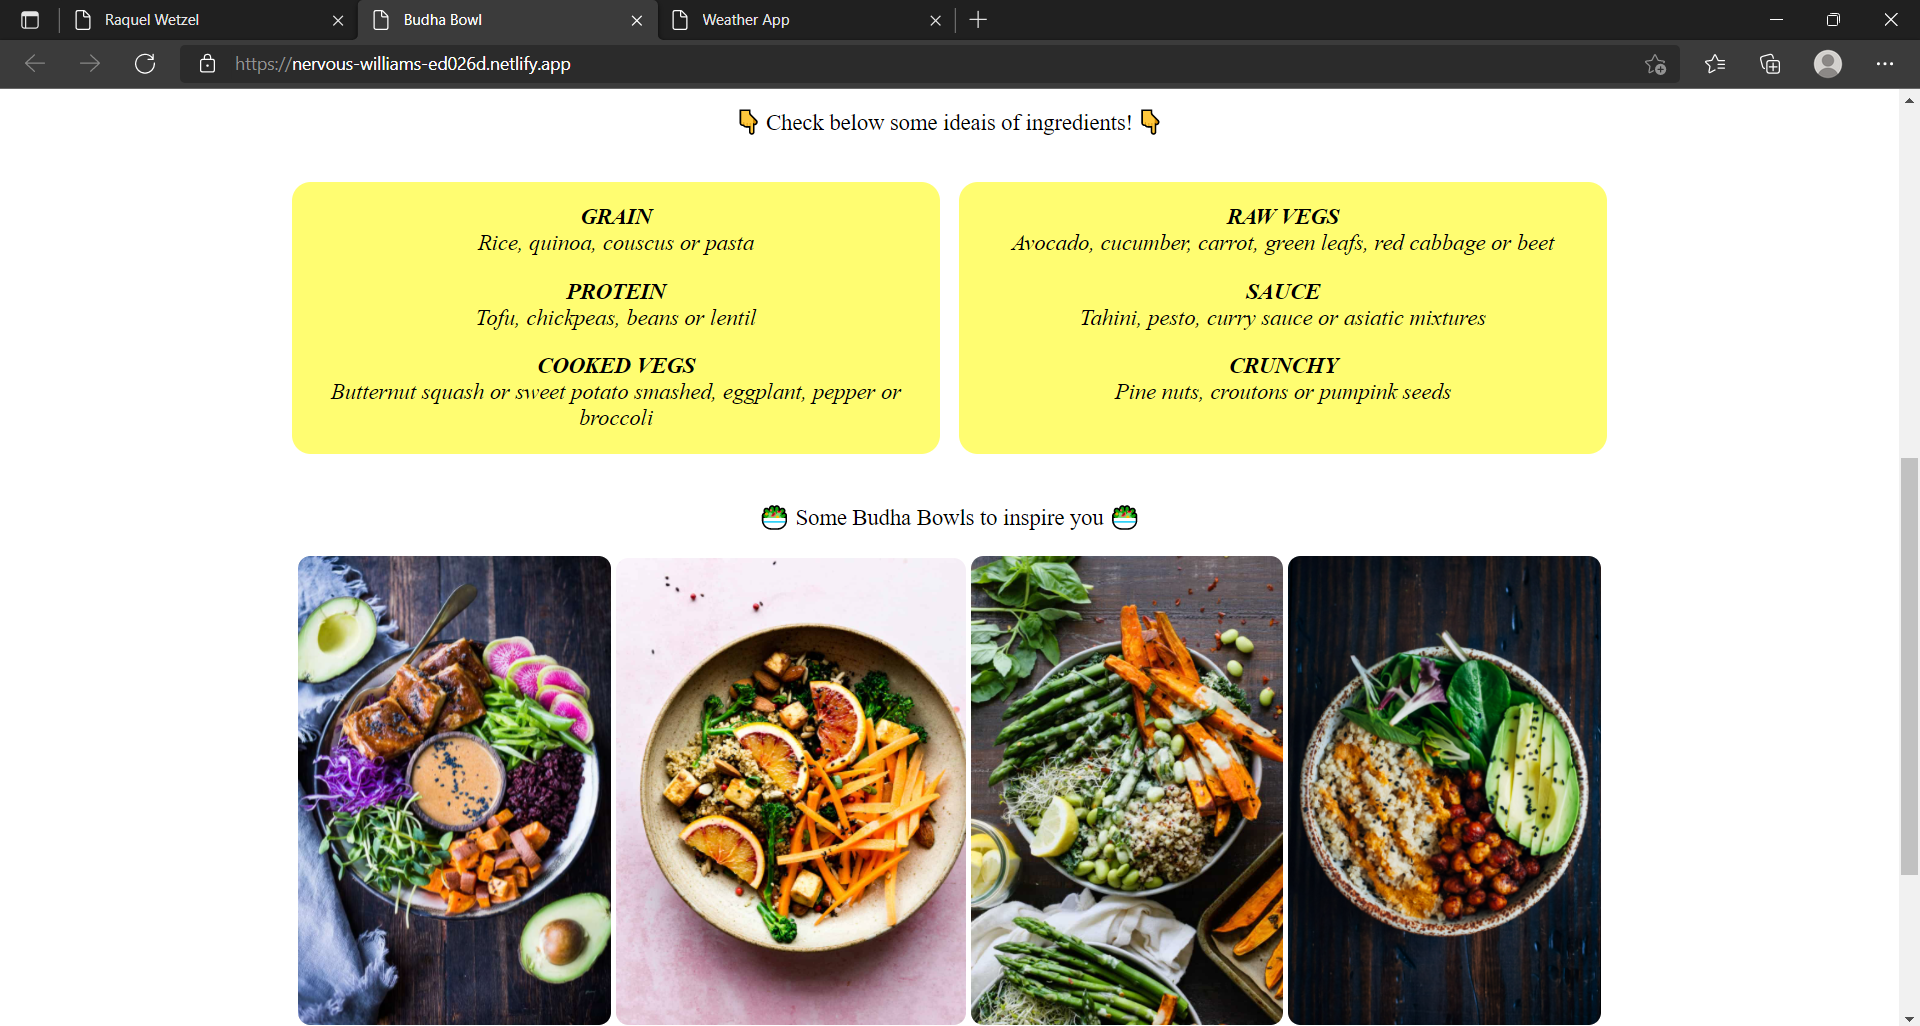 Raquel Wetzel
Budha Bowl
Weather App
https://nervous-williams-ed026d.netlify.app
👇 Check below some ideais of ingredients! 👇
GRAIN
Rice, quinoa, couscus or pasta
PROTEIN
Tofu, chickpeas, beans or lentil
COOKED VEGS
Butternut squash or sweet potato smashed, eggplant, pepper or
broccoli
RAW VEGS
Avocado, cucumber, carrot, green leafs, red cabbage or beet
SAUCE
Tahini, pesto, curry sauce or asiatic mixtures
CRUNCHY
Pine nuts, croutons or pumpink seeds
🥗 Some Budha Bowls to inspire you 🥗